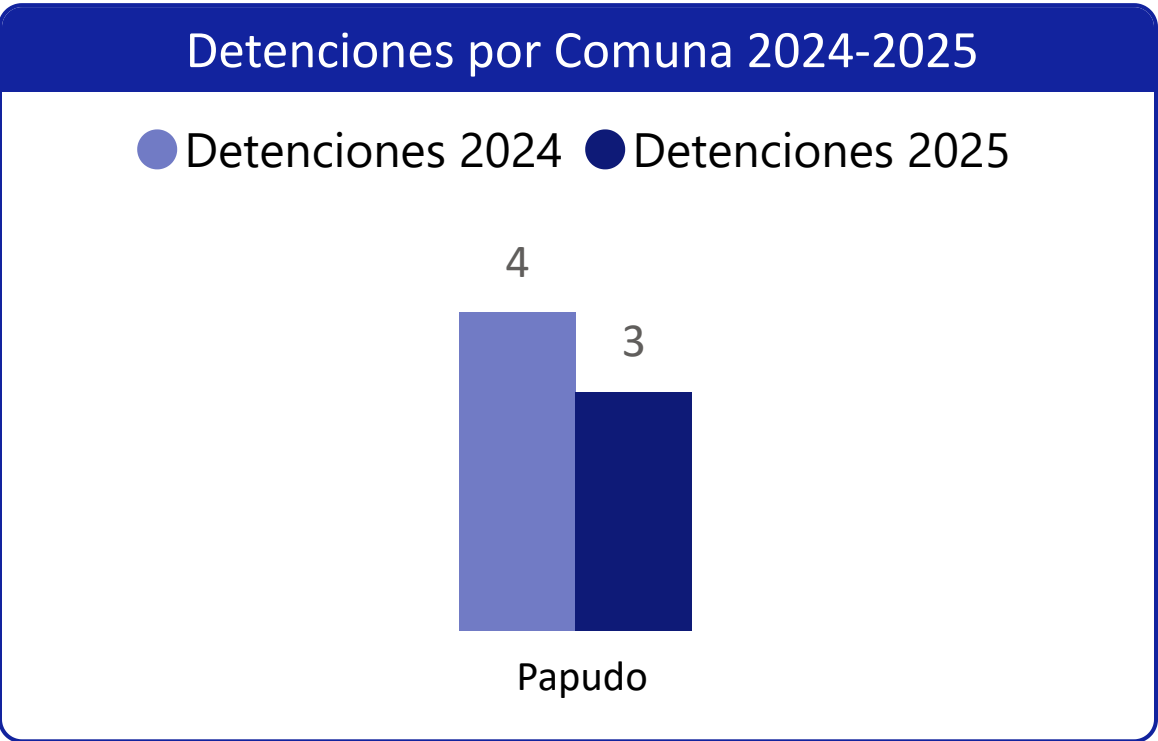 Detenciones por Comuna 2024-2025
Detenciones 2024 Detenciones 2025
4
3
Papudo